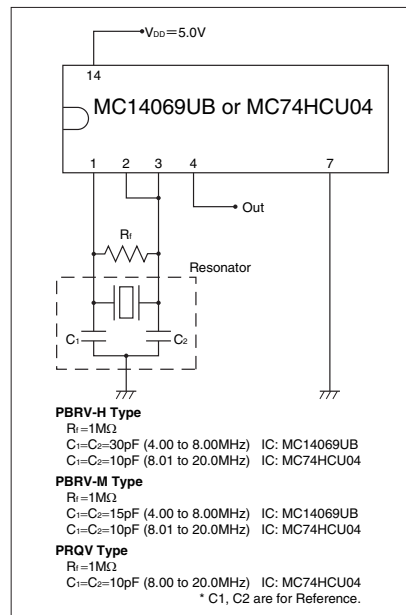 VDD=5.0V
14
MC14069UB or MC74HCU04
1 2 3 4 7
Out
Rf
Resonator
C1 C2
PBRV-H Type
Rf=1MΩ
C1=C2=30pF (4.00 to 8.00MHz) IC: MC14069UB
C1=C2=10pF (8.01 to 20.0MHz) IC: MC74HCU04
PBRV-M Type
Rf=1MΩ
C1=C2=15pF (4.00 to 8.00MHz) IC: MC14069UB
C1=C2=10pF (8.01 to 20.0MHz) IC: MC74HCU04
PRQV Type
Rf=1MΩ
C1=C2=10pF (8.00 to 20.0MHz) IC: MC74HCU04
* C1, C2 are for Reference.